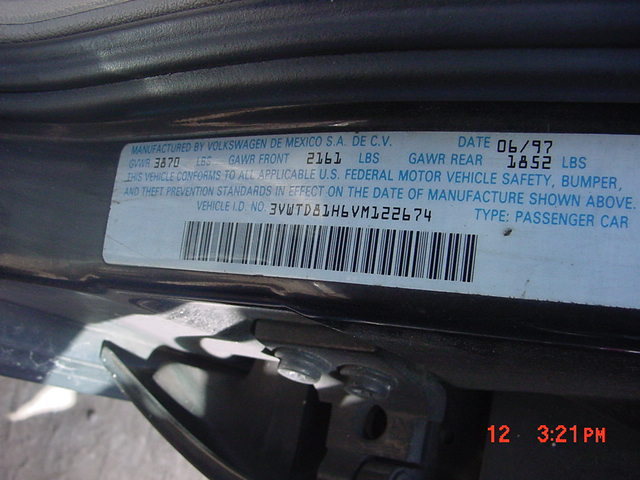 MANUFACTURED BY VOLKSWAGEN DE MEXICO S.A. DE C.V. DATE 06/97
GVWR 3870 LBS GAWR FRONT 2161 LBS GAWR REAR 1852 LBS
THIS VEHICLE CONFORMS TO ALL APPLICABLE U.S. FEDERAL MOTOR VEHICLE SAFETY, BUMPER,
AND THEFT PREVENTION STANDARDS IN EFFECT ON THE DATE OF MANUFACTURE SHOWN ABOVE.
VEHICLE I.D. NO. 3VWTD81H6VM122674 TYPE: PASSENGER CAR
12 3:21 PM